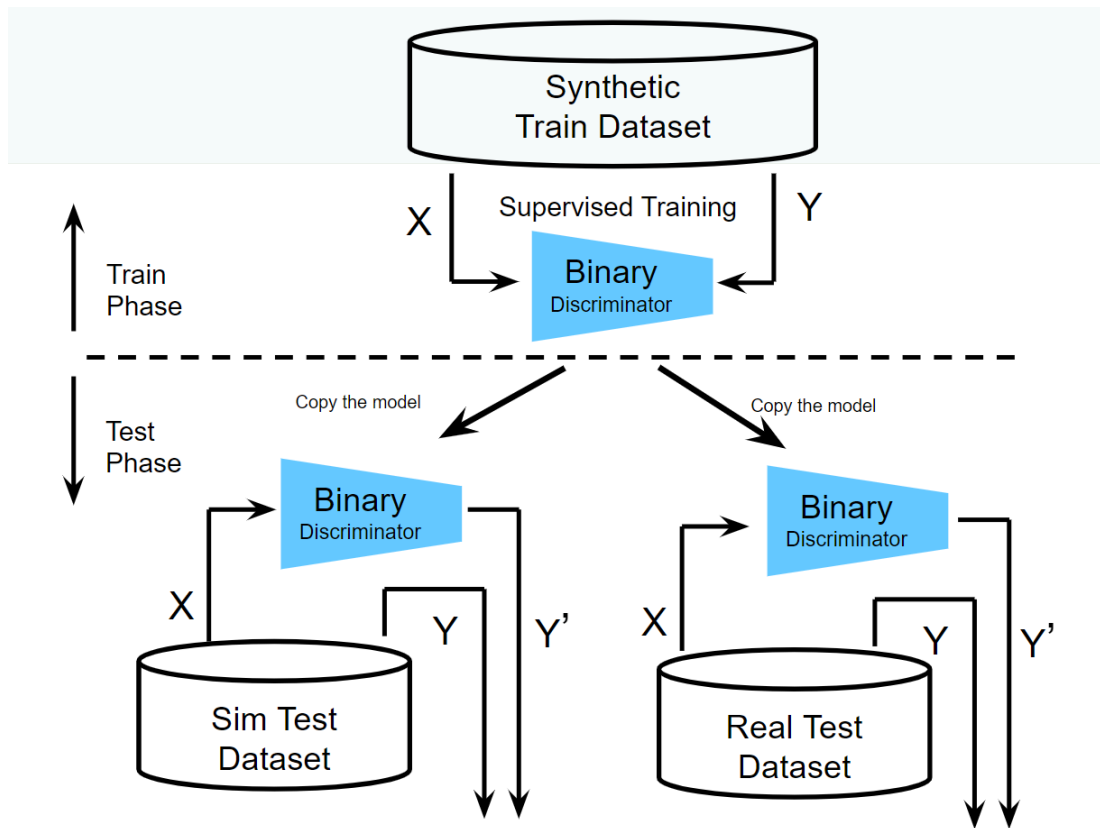 Synthetic
Train Dataset
X
Supervised Training
Y
Binary
Discriminator
Train
Phase
Copy the model
Copy the model
Test
Phase
Binary
Discriminator
Binary
Discriminator
X
Y
Y’
X
Y
Y’
Sim Test
Dataset
Real Test
Dataset